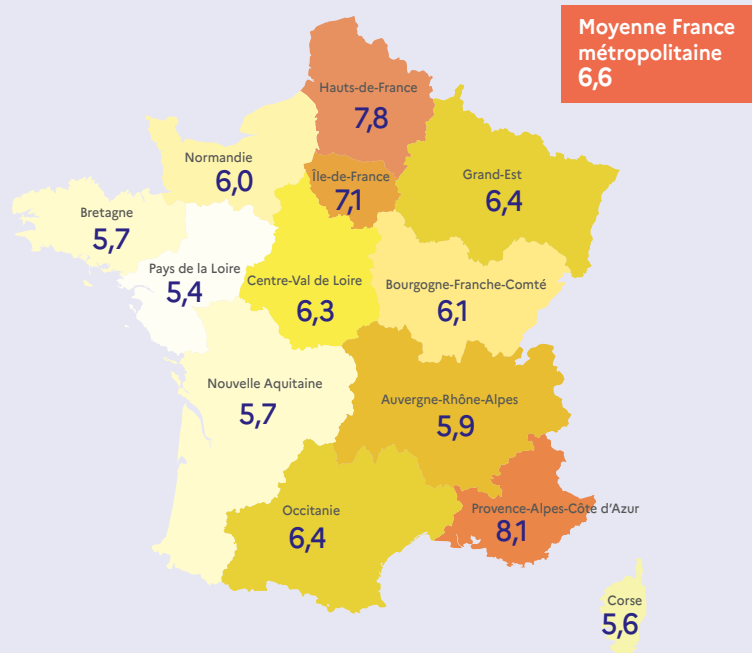 Moyenne France
métropolitaine
6,6
Hauts-de-France
7,8
Normandie
6,0
Île-de-France
7,1
Grand-Est
6,4
Bretagne
5,7
Pays de la Loire
5,4
Centre-Val de Loire
6,3
Bourgogne-Franche-Comté
6,1
Nouvelle Aquitaine
5,7
Auvergne-Rhône-Alpes
5,9
Occitanie
6,4
Provence-Alpes-Côte d'Azur
8,1
Corse
5,6